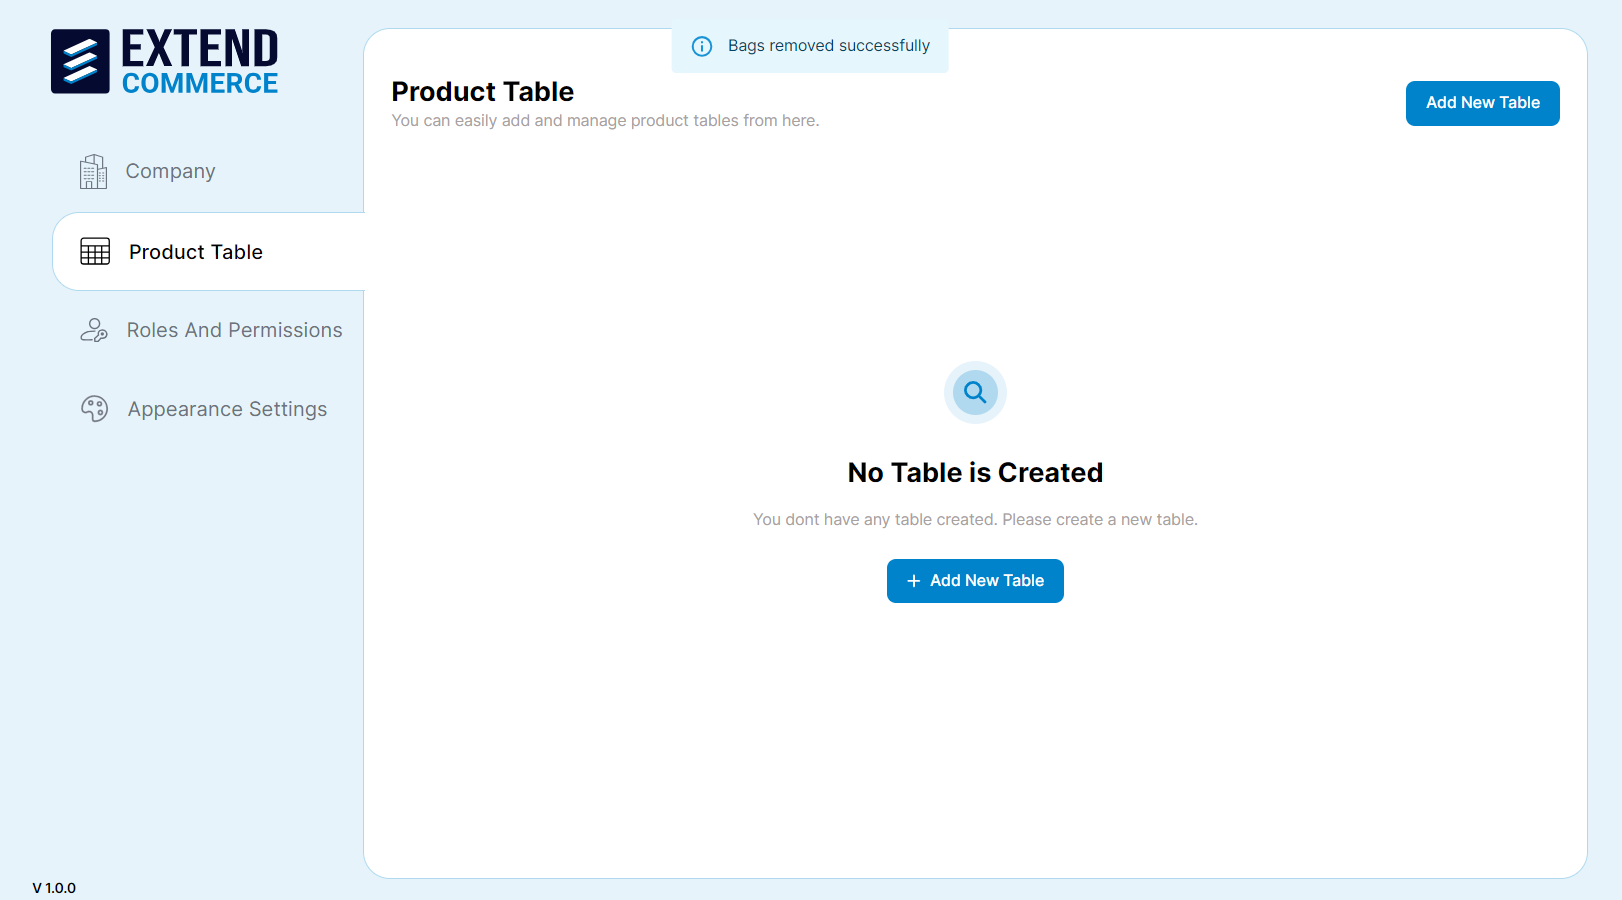 EXTEND
COMMERCE
Company
Product Table
Roles And Permissions
Appearance Settings
V 1.0.0
Bags removed successfully
Product Table
You can easily add and manage product tables from here.
Add New Table
No Table is Created
You dont have any table created. Please create a new table.
Add New Table